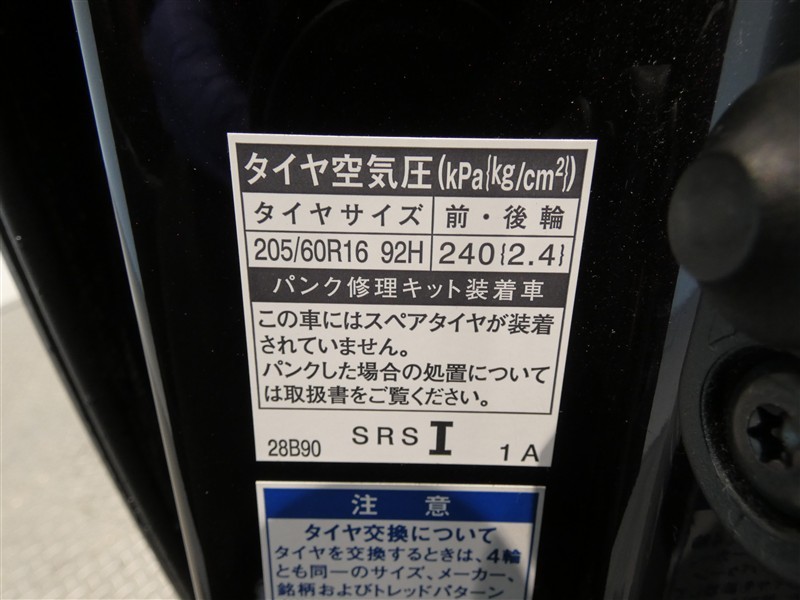 タイヤ空気圧(kPa{kg/cm²})
タイヤサイズ 前・後輪
205/60R16 92H 240{2.4}
パンク修理キット装着車
この車にはスペアタイヤが装着
されていません。
パンクした場合の処置について
は取扱書をご覧ください。
28B90 SRS I 1A
注意
タイヤ交換について
タイヤを交換するときは、4輪
とも同一のサイズ、メーカー、
銘柄およびトレッドパターン